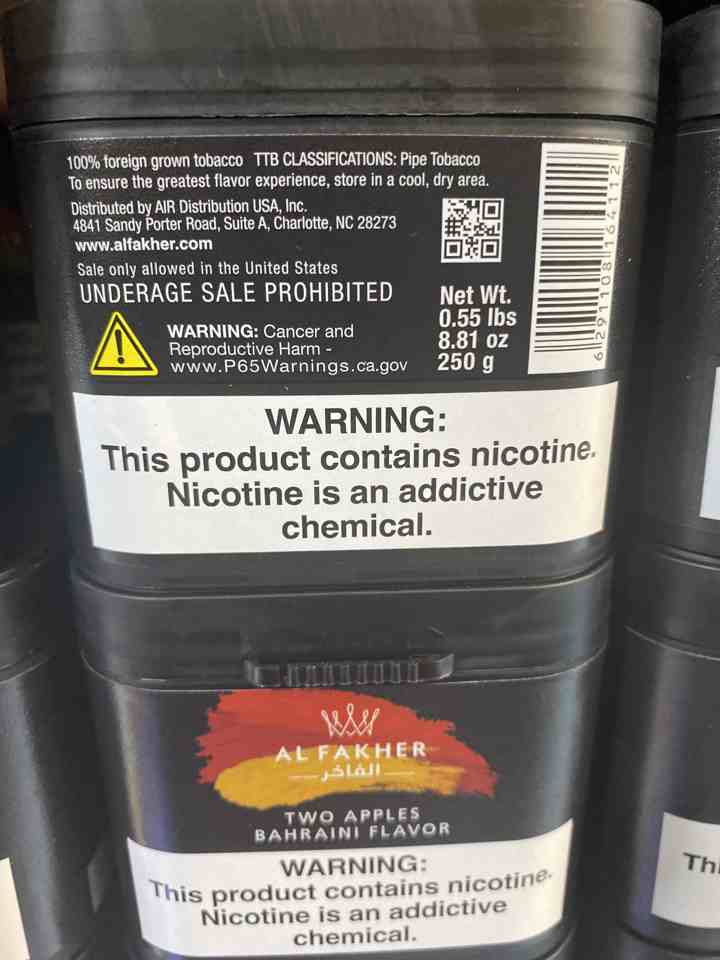 100% foreign grown tobacco TTB CLASSIFICATIONS: Pipe Tobacco
To ensure the greatest flavor experience, store in a cool, dry area.
Distributed by AIR Distribution USA, Inc.
4841 Sandy Porter Road, Suite A, Charlotte, NC 28273
www.alfakher.com
Sale only allowed in the United States
UNDERAGE SALE PROHIBITED
WARNING: Cancer and
Reproductive Harm -
www.P65Warnings.ca.gov
Net Wt.
0.55 lbs
8.81 oz
250 g
6291108164112
WARNING:
This product contains nicotine.
Nicotine is an addictive
chemical.
AL FAKHER
الفاخر
TWO APPLES
BAHRAINI FLAVOR
WARNING:
This product contains nicotine.
Nicotine is an addictive
chemical.